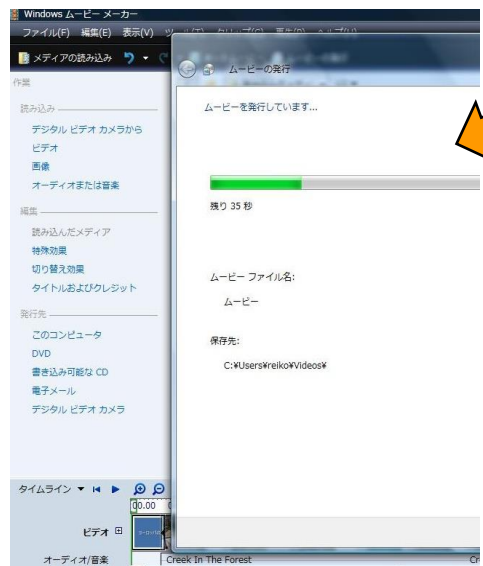 Windows ムービー メーカー
ファイル(F) 編集(E) 表示(V)
メディアの読み込み
ムービーの発行
作業
ムービーを発行しています...
読み込み
デジタル ビデオ カメラから
ビデオ
画像
オーディオまたは音楽
残り 35 秒
編集
読み込んだメディア
特殊効果
切り替え効果
タイトルおよびクレジット
ムービー ファイル名:
ムービー
発行先
このコンピュータ
DVD
書き込み可能な CD
電子メール
デジタル ビデオ カメラ
保存先:
C:¥Users¥reiko¥Videos¥
タイムライン
00.00
ビデオ
オーディオ/音楽
Creek In The Forest